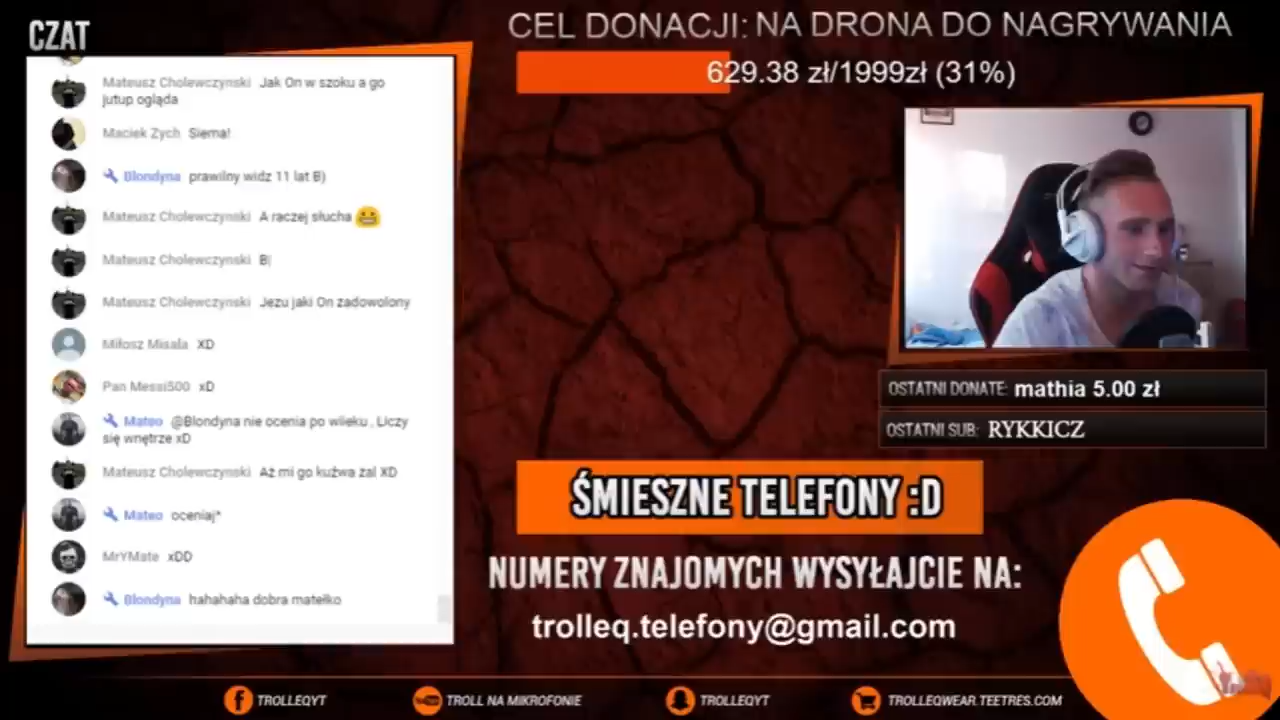 CZAT
Mateusz Cholewczynski Jak On w szoku a go
jutup ogląda
Maciek Zych Siema!
Blondyna prawilny widz 11 lat B)
Mateusz Cholewczynski A raczej słucha 😬
Mateusz Cholewczynski B|
Mateusz Cholewczynski Jezu jaki On zadowolony
Miłosz Misala XD
Pan Messi500 xD
Mateo @Blondyna nie ocenia po wiieku , Liczy
się wnętrze xD
Mateusz Cholewczynski Aż mi go kuźwa żal XD
Mateo oceniaj*
MrYMate xDD
Blondyna hahahaha dobra matełko
CEL DONACJI: NA DRONA DO NAGRYWANIA
629.38 zł/1999zł (31%)
OSTATNI DONATE: mathia 5.00 zł
OSTATNI SUB: RYKKICZ
ŚMIESZNE TELEFONY :D
NUMERY ZNAJOMYCH WYSYŁAJCIE NA:
trolleq.telefony@gmail.com
TROLLEQYT
TROLL NA MIKROFONIE
TROLLEQYT
TROLLEQWEAR.TEETRES.COM